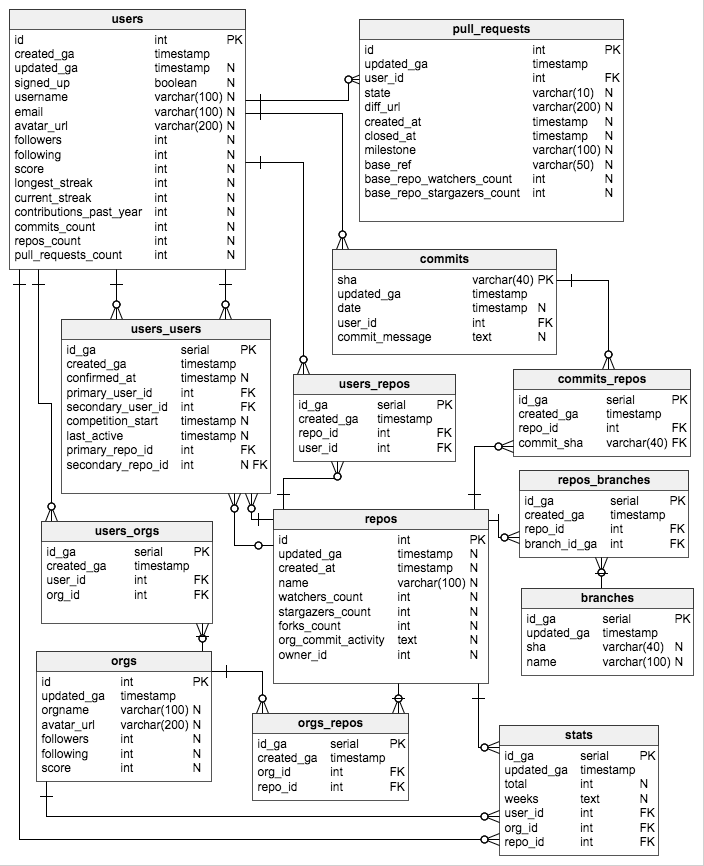 users
id int PK
created_ga timestamp
updated_ga timestamp N
signed_up boolean N
username varchar(100) N
email varchar(100) N
avatar_url varchar(200) N
followers int N
following int N
score int N
longest_streak int N
current_streak int N
contributions_past_year int N
commits_count int N
repos_count int N
pull_requests_count int N
pull_requests
id int PK
updated_ga timestamp
user_id int FK
state varchar(10) N
diff_url varchar(200) N
created_at timestamp N
closed_at timestamp N
milestone varchar(100) N
base_ref varchar(50) N
base_repo_watchers_count int N
base_repo_stargazers_count int N
commits
sha varchar(40) PK
updated_ga timestamp
date timestamp N
user_id int FK
commit_message text N
users_users
id_ga serial PK
created_ga timestamp
confirmed_at timestamp N
primary_user_id int FK
secondary_user_id int FK
competition_start timestamp N
last_active timestamp N
primary_repo_id int FK
secondary_repo_id int N FK
users_repos
id_ga serial PK
created_ga timestamp
repo_id int FK
user_id int FK
commits_repos
id_ga serial PK
created_ga timestamp
repo_id int FK
commit_sha varchar(40) FK
repos_branches
id_ga serial PK
created_ga timestamp
repo_id int FK
branch_id_ga int FK
users_orgs
id_ga serial PK
created_ga timestamp
user_id int FK
org_id int FK
repos
id int PK
updated_ga timestamp N
created_at timestamp N
name varchar(100) N
watchers_count int N
stargazers_count int N
forks_count int N
org_commit_activity text N
owner_id int N
branches
id_ga serial PK
updated_ga timestamp
sha varchar(40) N
name varchar(100) N
orgs
id int PK
updated_ga timestamp
orgname varchar(100) N
avatar_url varchar(200) N
followers int N
following int N
score int N
orgs_repos
id_ga serial PK
created_ga timestamp
org_id int FK
repo_id int FK
stats
id_ga serial PK
updated_ga timestamp
total int N
weeks text N
user_id int FK
org_id int FK
repo_id int FK